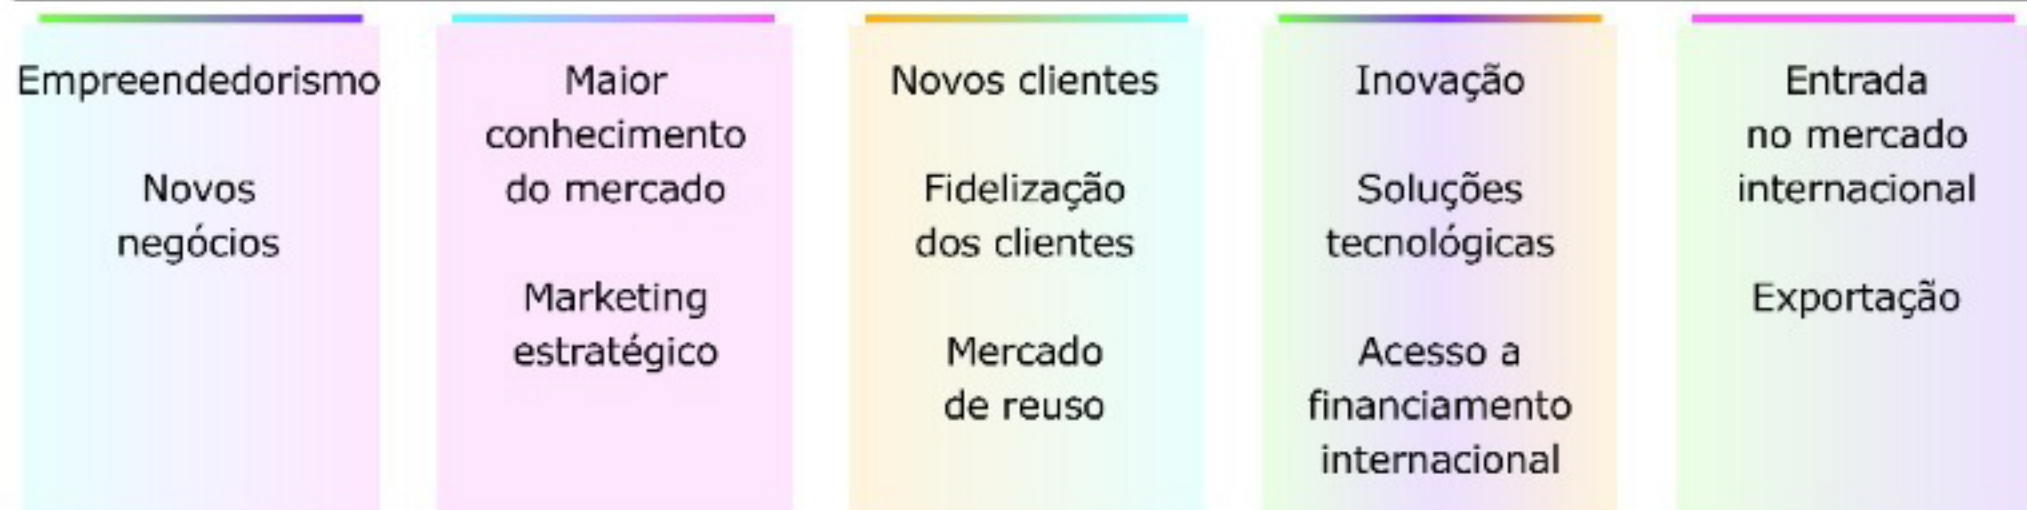 Empreendedorismo
Novos
negócios
Maior
conhecimento
do mercado
Marketing
estratégico
Novos clientes
Fidelização
dos clientes
Mercado
de reuso
Inovação
Soluções
tecnológicas
Acesso a
financiamento
internacional
Entrada
no mercado
internacional
Exportação